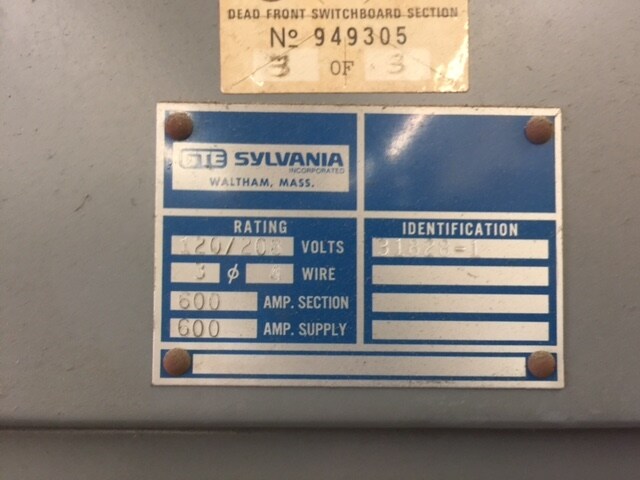 DEAD FRONT SWITCHBOARD SECTION
Nº 949305
3 OF 3
GTE SYLVANIA
INCORPORATED
WALTHAM, MASS.
RATING
120/208 VOLTS
3 ø WIRE
600 AMP. SECTION
600 AMP. SUPPLY
IDENTIFICATION